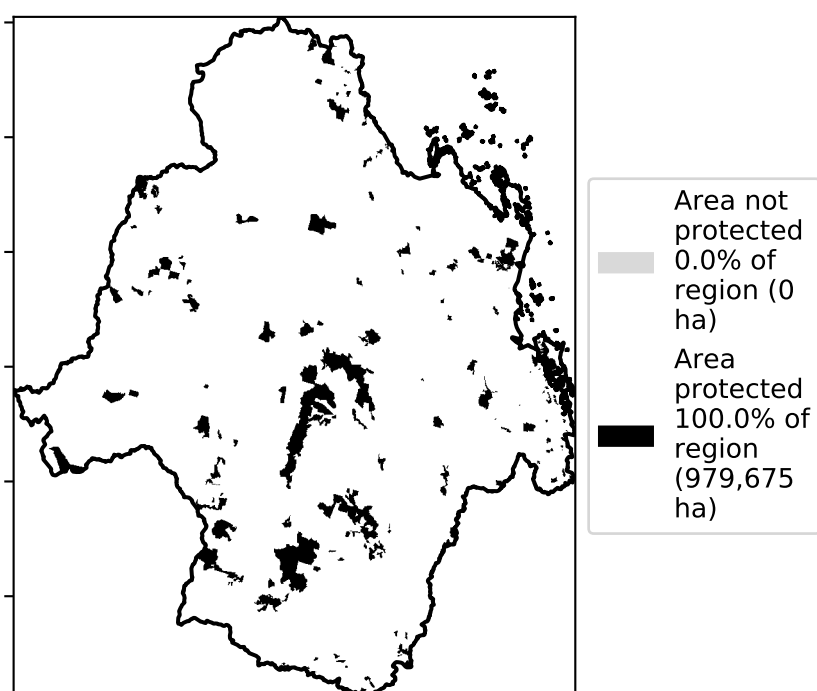 Area not
protected
0.0% of
region (0
ha)
Area
protected
100.0% of
region
(979,675
ha)